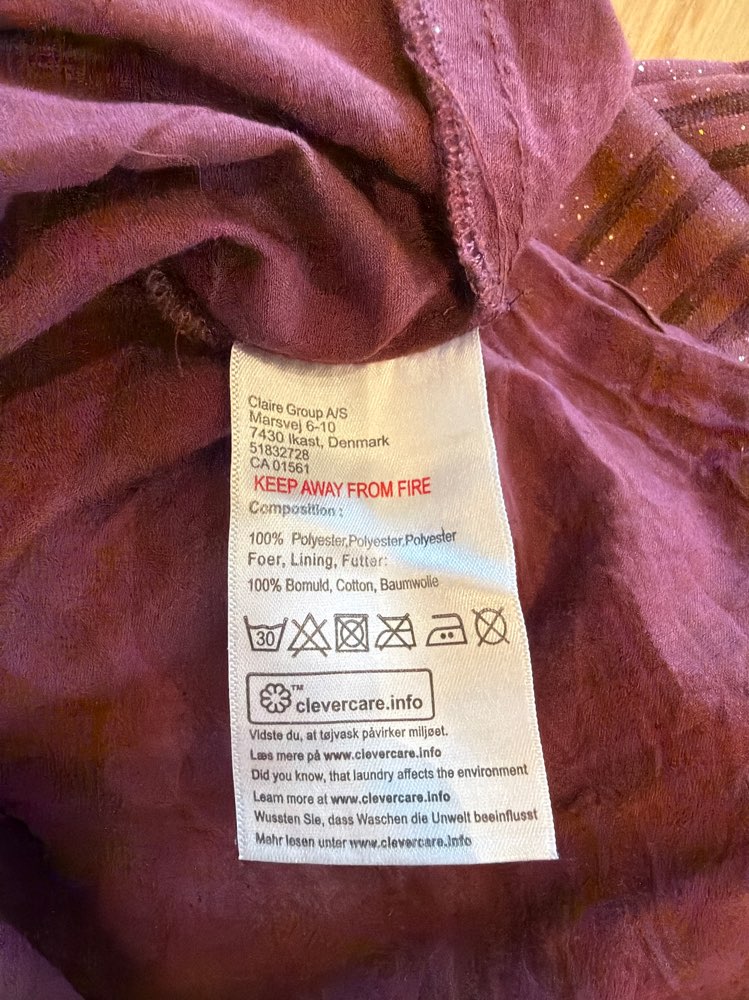 Claire Group A/S
Marsvej 6-10
7430 Ikast, Denmark
51832728
CA 01561
KEEP AWAY FROM FIRE
Composition :
100% Polyester,Polyester,Polyester
Foer, Lining, Futter:
100% Bomuld, Cotton, Baumwolle
30
™ clevercare.info
Vidste du, at tøjvask påvirker miljøet.
Læs mere på www.clevercare.info
Did you know, that laundry affects the environment
Learn more at www.clevercare.info
Wussten Sie, dass Waschen die Unwelt beeinflusst
Mahr lesen unter www.clevercare.info